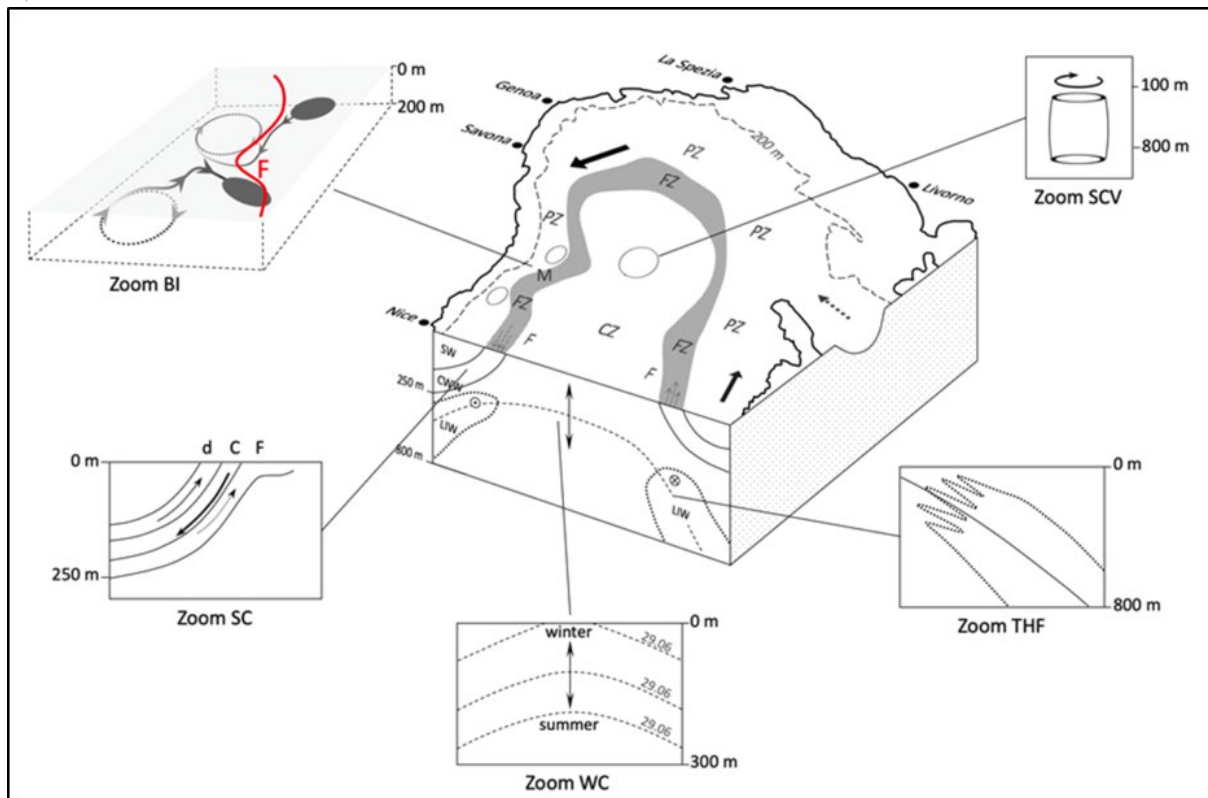 0 m
200 m
F
Zoom BI
La Spezia
Genoa
Savona
200 m
PZ
FZ
PZ
PZ
M
Livorno
100 m
800 m
Zoom SCV
Nice
FZ
F
CZ
PZ
FZ
F
SW
250 m
CWW
LIW
800 m
LIW
d C F
0 m
250 m
Zoom SC
0 m
winter
29.06
29.06
summer
29.06
300 m
Zoom WC
0 m
800 m
Zoom THF